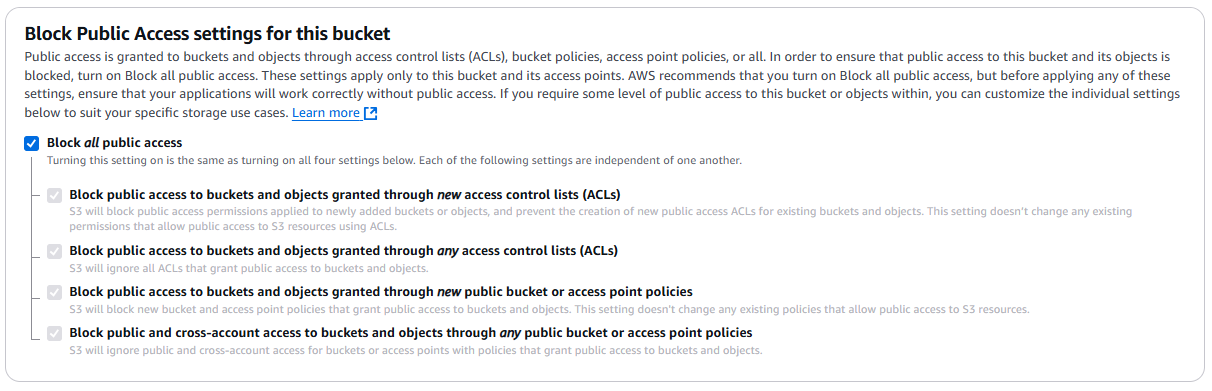 Block Public Access settings for this bucket
Public access is granted to buckets and objects through access control lists (ACLs), bucket policies, access point policies, or all. In order to ensure that public access to this bucket and its objects is
blocked, turn on Block all public access. These settings apply only to this bucket and its access points. AWS recommends that you turn on Block all public access, but before applying any of these
settings, ensure that your applications will work correctly without public access. If you require some level of public access to this bucket or objects within, you can customize the individual settings
below to suit your specific storage use cases. Learn more
Block all public access
Turning this setting on is the same as turning on all four settings below. Each of the following settings are independent of one another.
Block public access to buckets and objects granted through new access control lists (ACLs)
S3 will block public access permissions applied to newly added buckets or objects, and prevent the creation of new public access ACLs for existing buckets and objects. This setting doesn't change any existing
permissions that allow public access to S3 resources using ACLs.
Block public access to buckets and objects granted through any access control lists (ACLs)
S3 will ignore all ACLs that grant public access to buckets and objects.
Block public access to buckets and objects granted through new public bucket or access point policies
S3 will block new bucket and access point policies that grant public access to buckets and objects. This setting doesn't change any existing policies that allow public access to S3 resources.
Block public and cross-account access to buckets and objects through any public bucket or access point policies
S3 will ignore public and cross-account access for buckets or access points with policies that grant public access to buckets and objects.